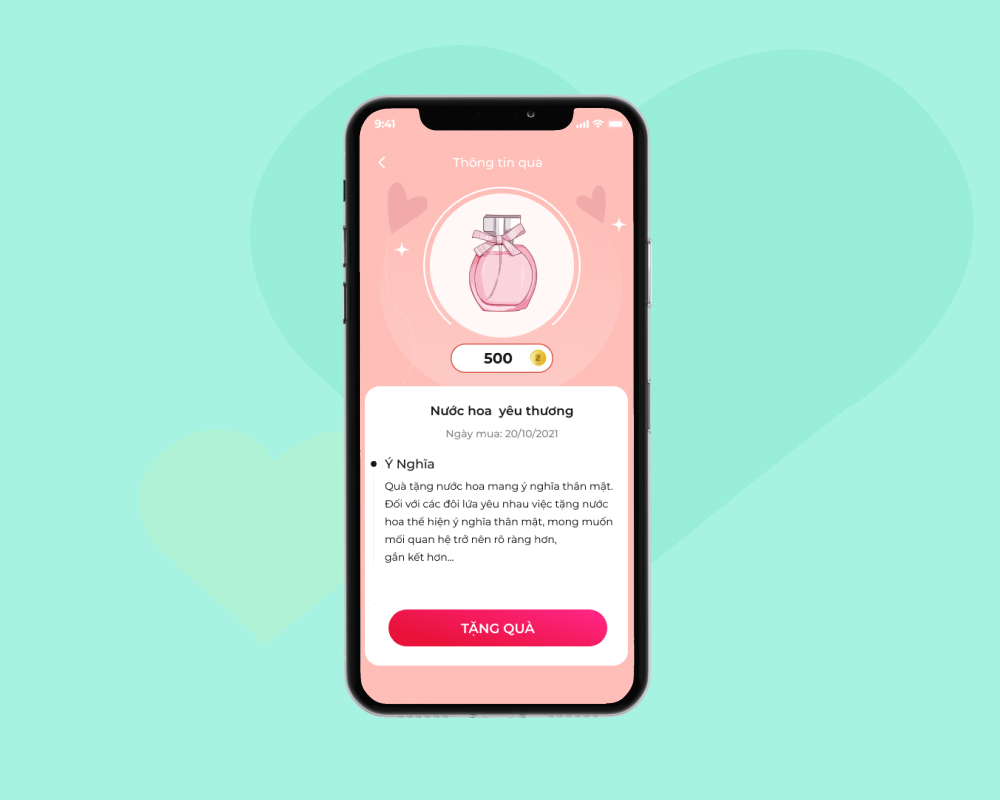 9:41
Thông tin quà
500
Nước hoa yêu thương
Ngày mua: 20/10/2021
Ý Nghĩa
Quà tặng nước hoa mang ý nghĩa thân mật.
Đối với các đôi lứa yêu nhau việc tặng nước
hoa thể hiện ý nghĩa thân mật, mong muốn
mối quan hệ trở nên rõ ràng hơn,
gắn kết hơn...
TẶNG QUÀ